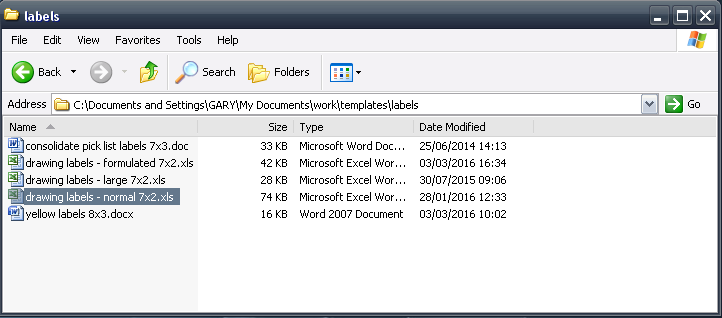 labels
File Edit View Favorites Tools Help
Back Search Folders
Address C:\Documents and Settings\GARY\My Documents\work\templates\labels Go
Name Size Type Date Modified
consolidate pick list labels 7x3.doc 33 KB Microsoft Word Doc... 25/06/2014 14:13
drawing labels - formulated 7x2.xls 42 KB Microsoft Excel Wor... 03/03/2016 16:34
drawing labels - large 7x2.xls 28 KB Microsoft Excel Wor... 30/07/2015 09:06
drawing labels - normal 7x2.xls 74 KB Microsoft Excel Wor... 28/01/2016 12:33
yellow labels 8x3.docx 16 KB Word 2007 Document 03/03/2016 10:02